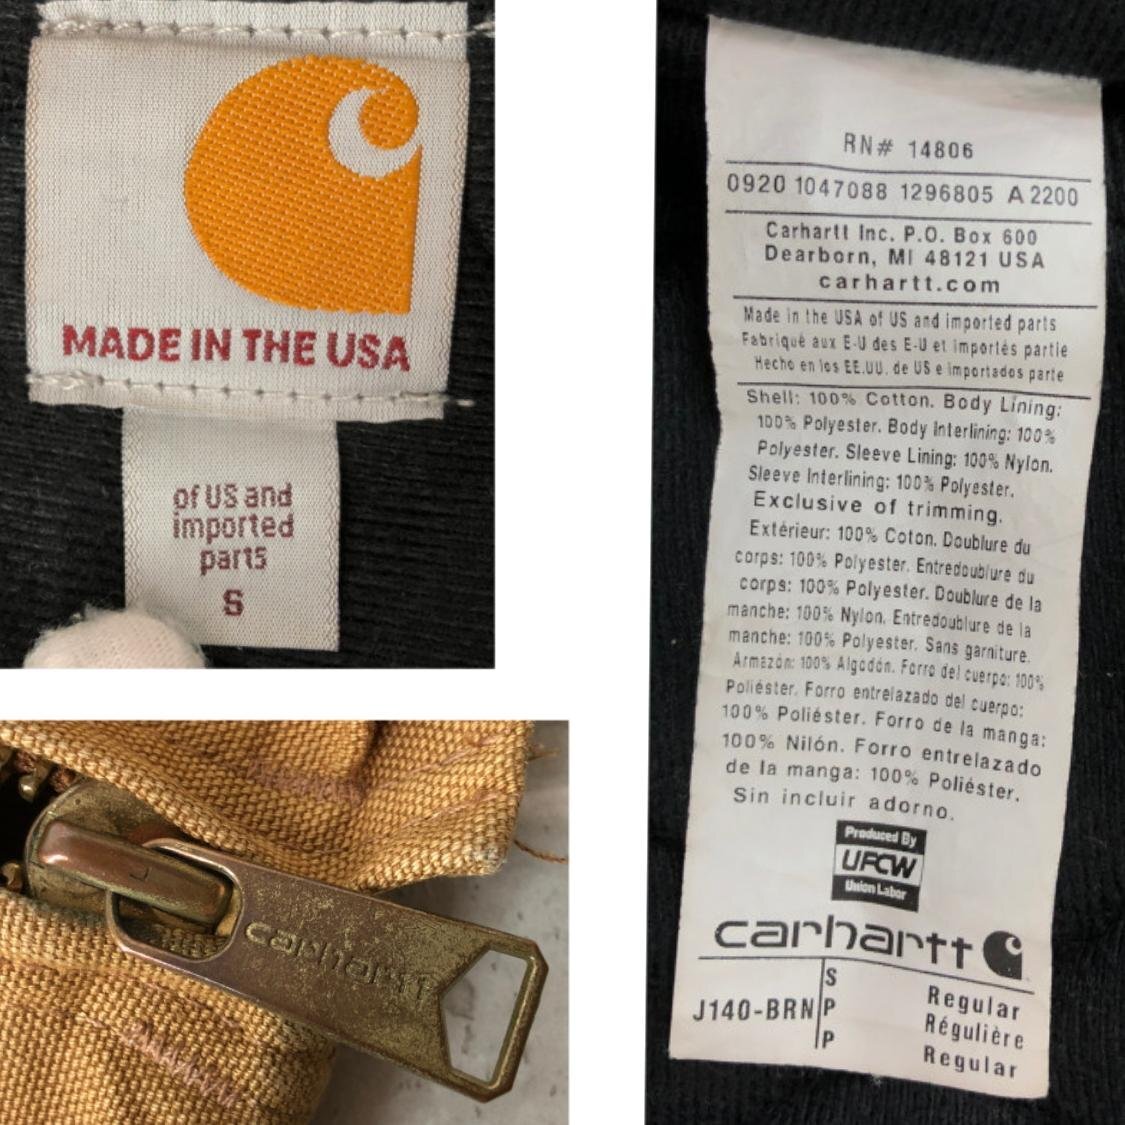 MADE IN THE USA
of US and
imported
parts
S
carhartt
RN# 14806
0920 1047088 1296805 A 2200
Carhartt Inc. P.O. Box 600
Dearborn, MI 48121 USA
carhartt.com
Made in the USA of US and imported parts
Fabriqué aux E-U des E-U et importés partie
Hecho en los EE.UU. de US e importados parte
Shell: 100% Cotton. Body Lining:
100% Polyester. Body Interlining: 100%
Polyester. Sleeve Lining: 100% Nylon.
Sleeve Interlining: 100% Polyester.
Exclusive of trimming.
Extérieur: 100% Coton. Doublure du
corps: 100% Polyester. Entredoublure du
corps: 100% Polyester. Doublure de la
manche: 100% Nylon. Entredoublure de la
manche: 100% Polyester. Sans garniture.
Armazón: 100% Algodón. Forro del cuerpo: 100%
Poliéster. Forro entrelazado del cuerpo:
100% Poliéster. Forro de la manga:
100% Nilón. Forro entrelazado
de la manga: 100% Poliéster.
Sin incluir adorno.
Produced By
UFCW
Union Labor
carhartt
J140-BRN
S Regular
P Régulière
P Regular